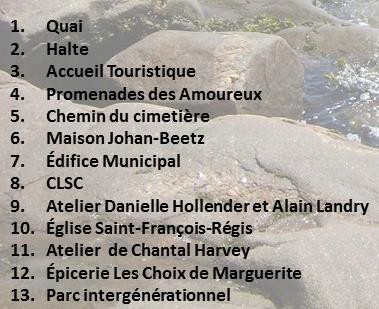 1. Quai
2. Halte
3. Accueil Touristique
4. Promenades des Amoureux
5. Chemin du cimetière
6. Maison Johan-Beetz
7. Édifice Municipal
8. CLSC
9. Atelier Danielle Hollender et Alain Landry
10. Église Saint-François-Régis
11. Atelier de Chantal Harvey
12. Épicerie Les Choix de Marguerite
13. Parc intergénérationnel